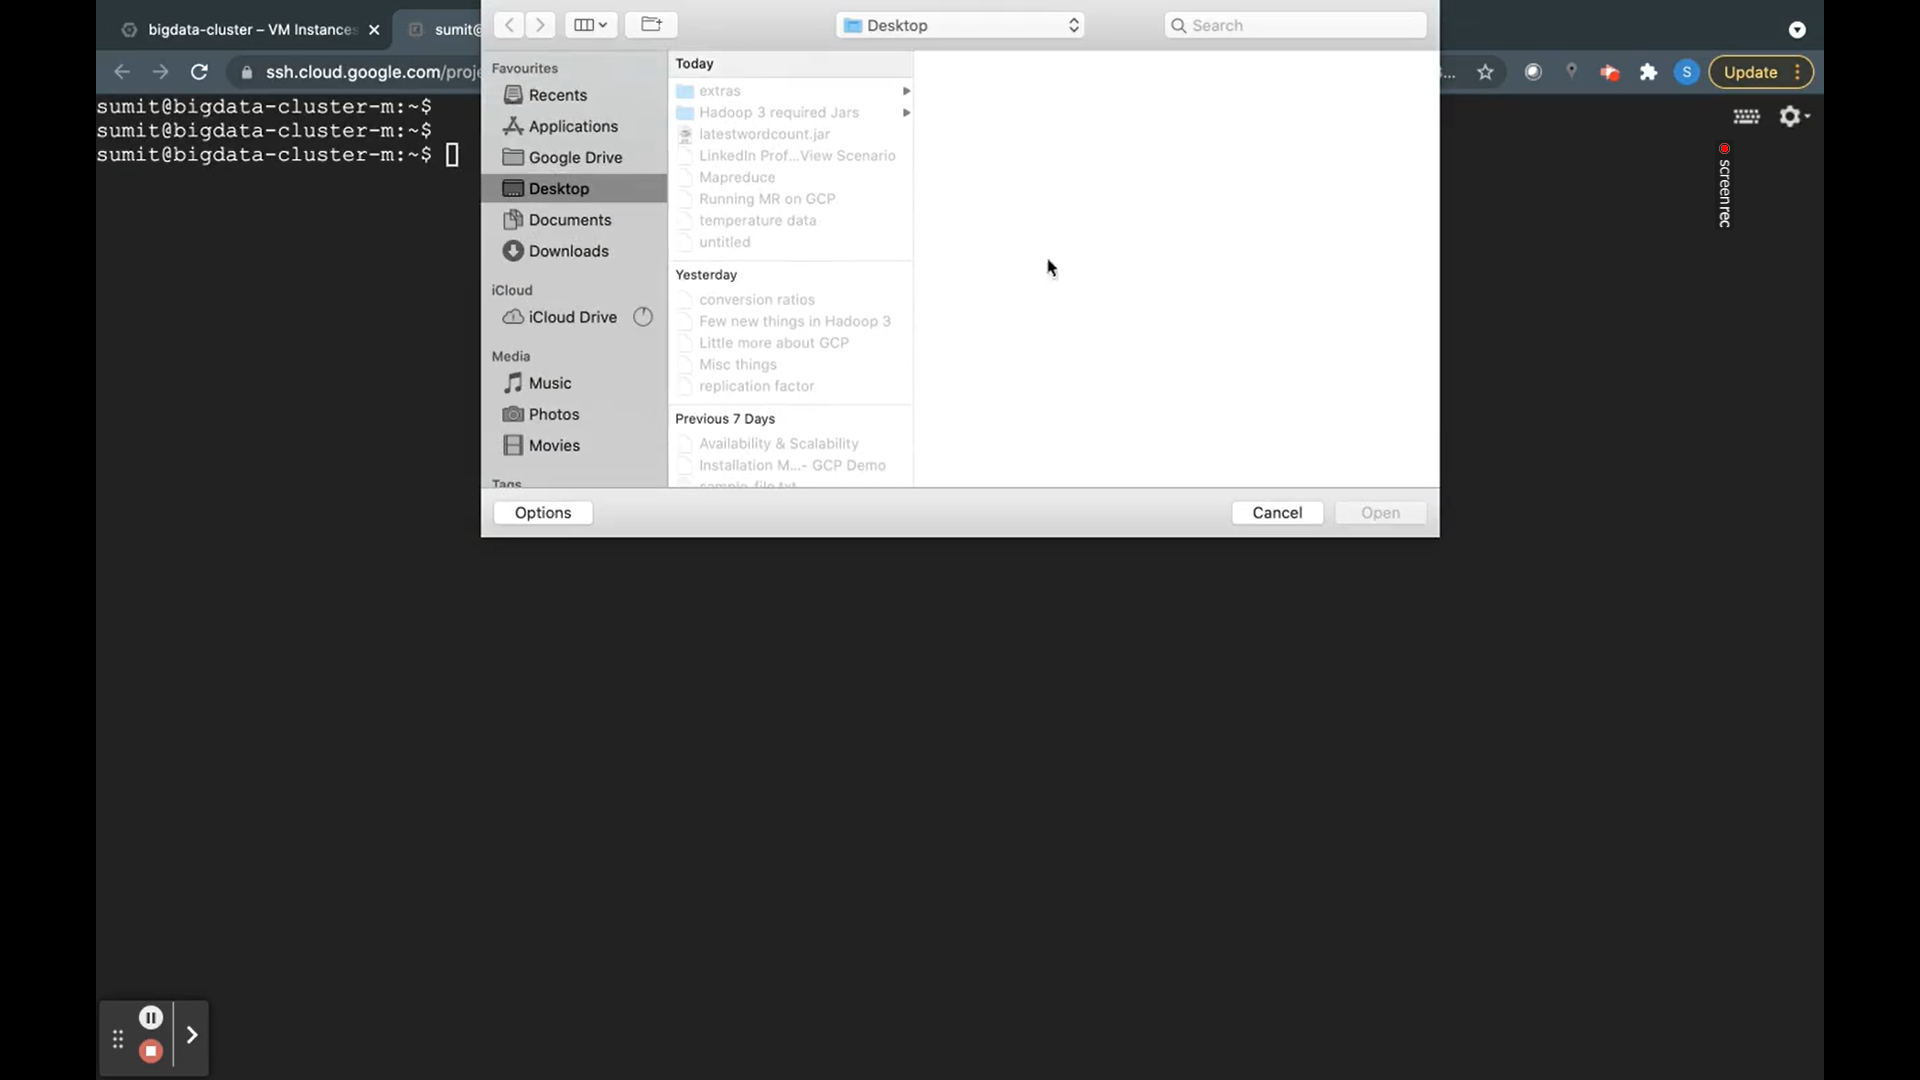 bigdata-cluster – VM Instances
sumit@
Desktop
Search
ssh.cloud.google.com/proje
...
S
Update
sumit@bigdata-cluster-m:~$
sumit@bigdata-cluster-m:~$
sumit@bigdata-cluster-m:~$
Favourites
Recents
Applications
Google Drive
Desktop
Documents
Downloads
iCloud
iCloud Drive
Media
Music
Photos
Movies
Tags
Today
extras
Hadoop 3 required Jars
latestwordcount.jar
LinkedIn Prof...View Scenario
Mapreduce
Running MR on GCP
temperature data
untitled
Yesterday
conversion ratios
Few new things in Hadoop 3
Little more about GCP
Misc things
replication factor
Previous 7 Days
Availability & Scalability
Installation M...- GCP Demo
sample_file.txt
Options
Cancel
Open
screenrec